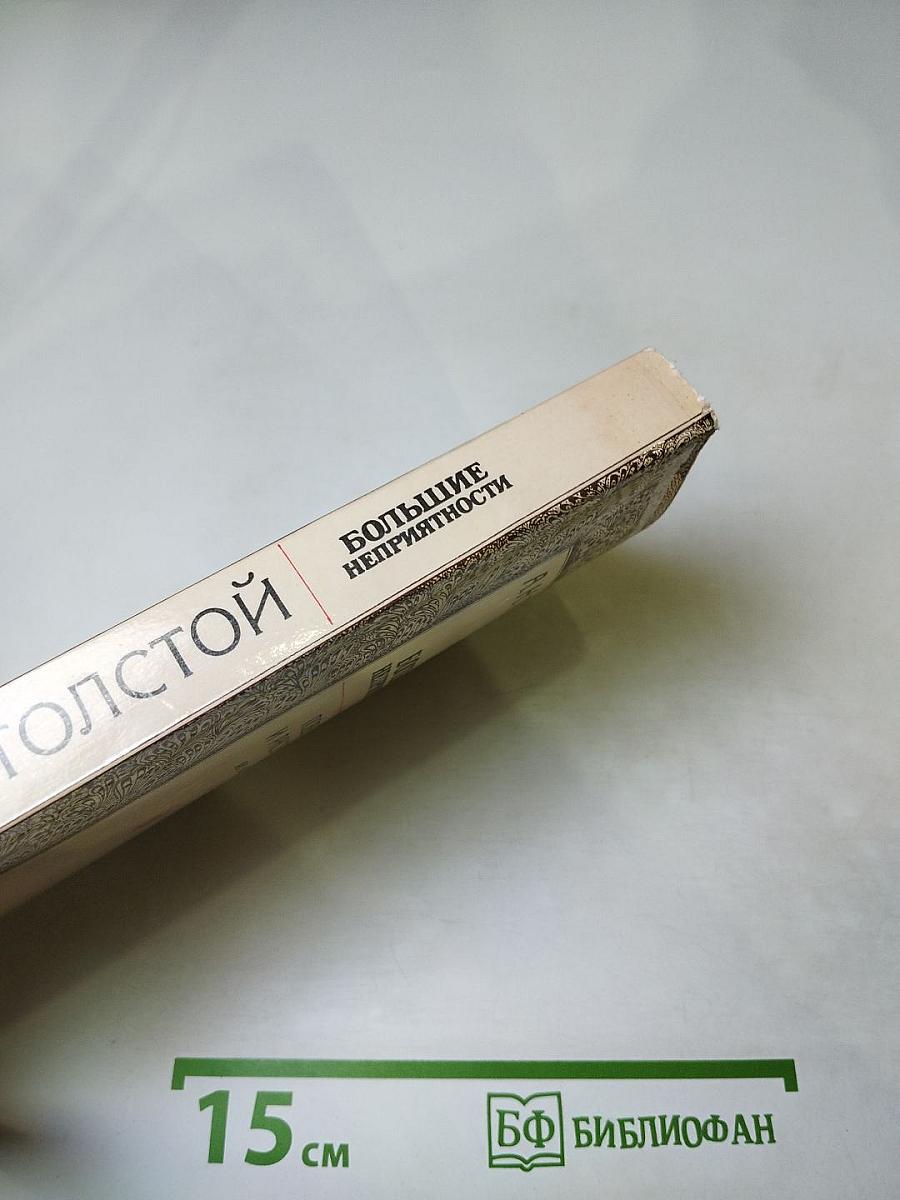 ТОЛСТОЙ
БОЛЬШИЕ
НЕПРИЯТНОСТИ
15 см
БФ БИБЛИОФАН